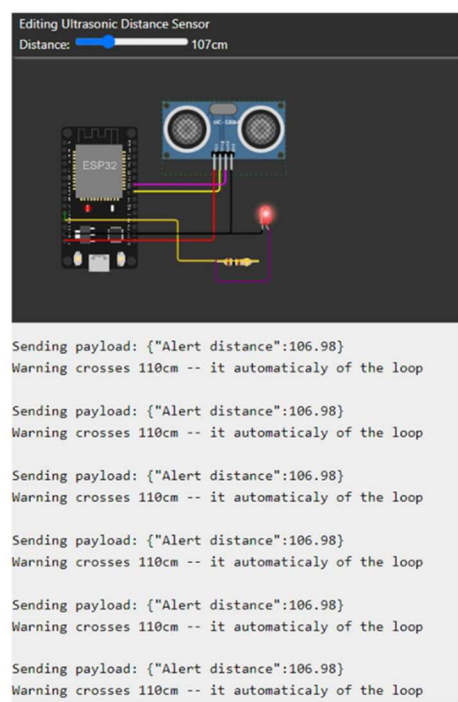 Editing Ultrasonic Distance Sensor
Distance: 107cm
ESP32
Sending payload: {"Alert distance":106.98}
Warning crosses 110cm -- it automaticaly of the loop
Sending payload: {"Alert distance":106.98}
Warning crosses 110cm -- it automaticaly of the loop
Sending payload: {"Alert distance":106.98}
Warning crosses 110cm -- it automaticaly of the loop
Sending payload: {"Alert distance":106.98}
Warning crosses 110cm -- it automaticaly of the loop
Sending payload: {"Alert distance":106.98}
Warning crosses 110cm -- it automaticaly of the loop
Sending payload: {"Alert distance":106.98}
Warning crosses 110cm -- it automaticaly of the loop